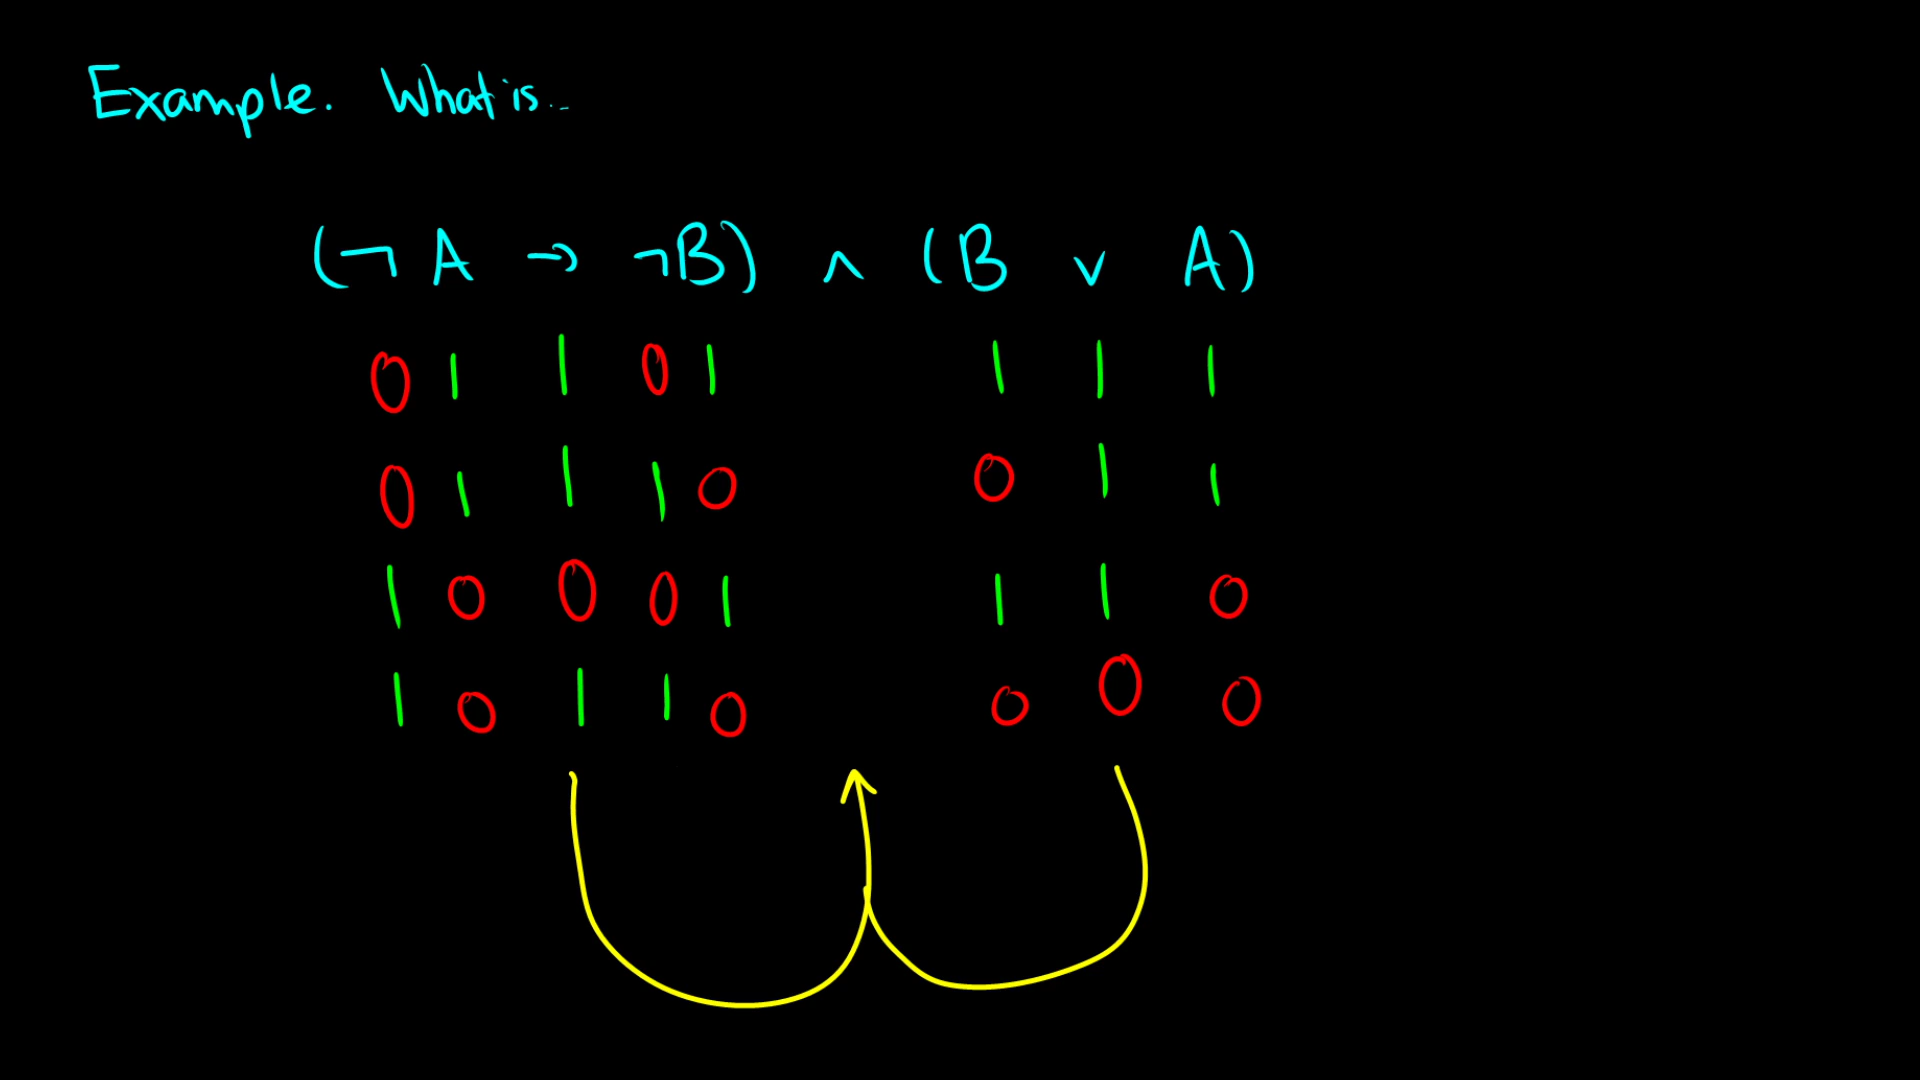 Example. What is...
(¬A → ¬B) ∧ (B ∨ A)
0 1 1 0 1 1 1 1
0 1 1 1 0 0 1 1
1 0 0 0 1 1 1 0
1 0 1 1 0 0 0 0